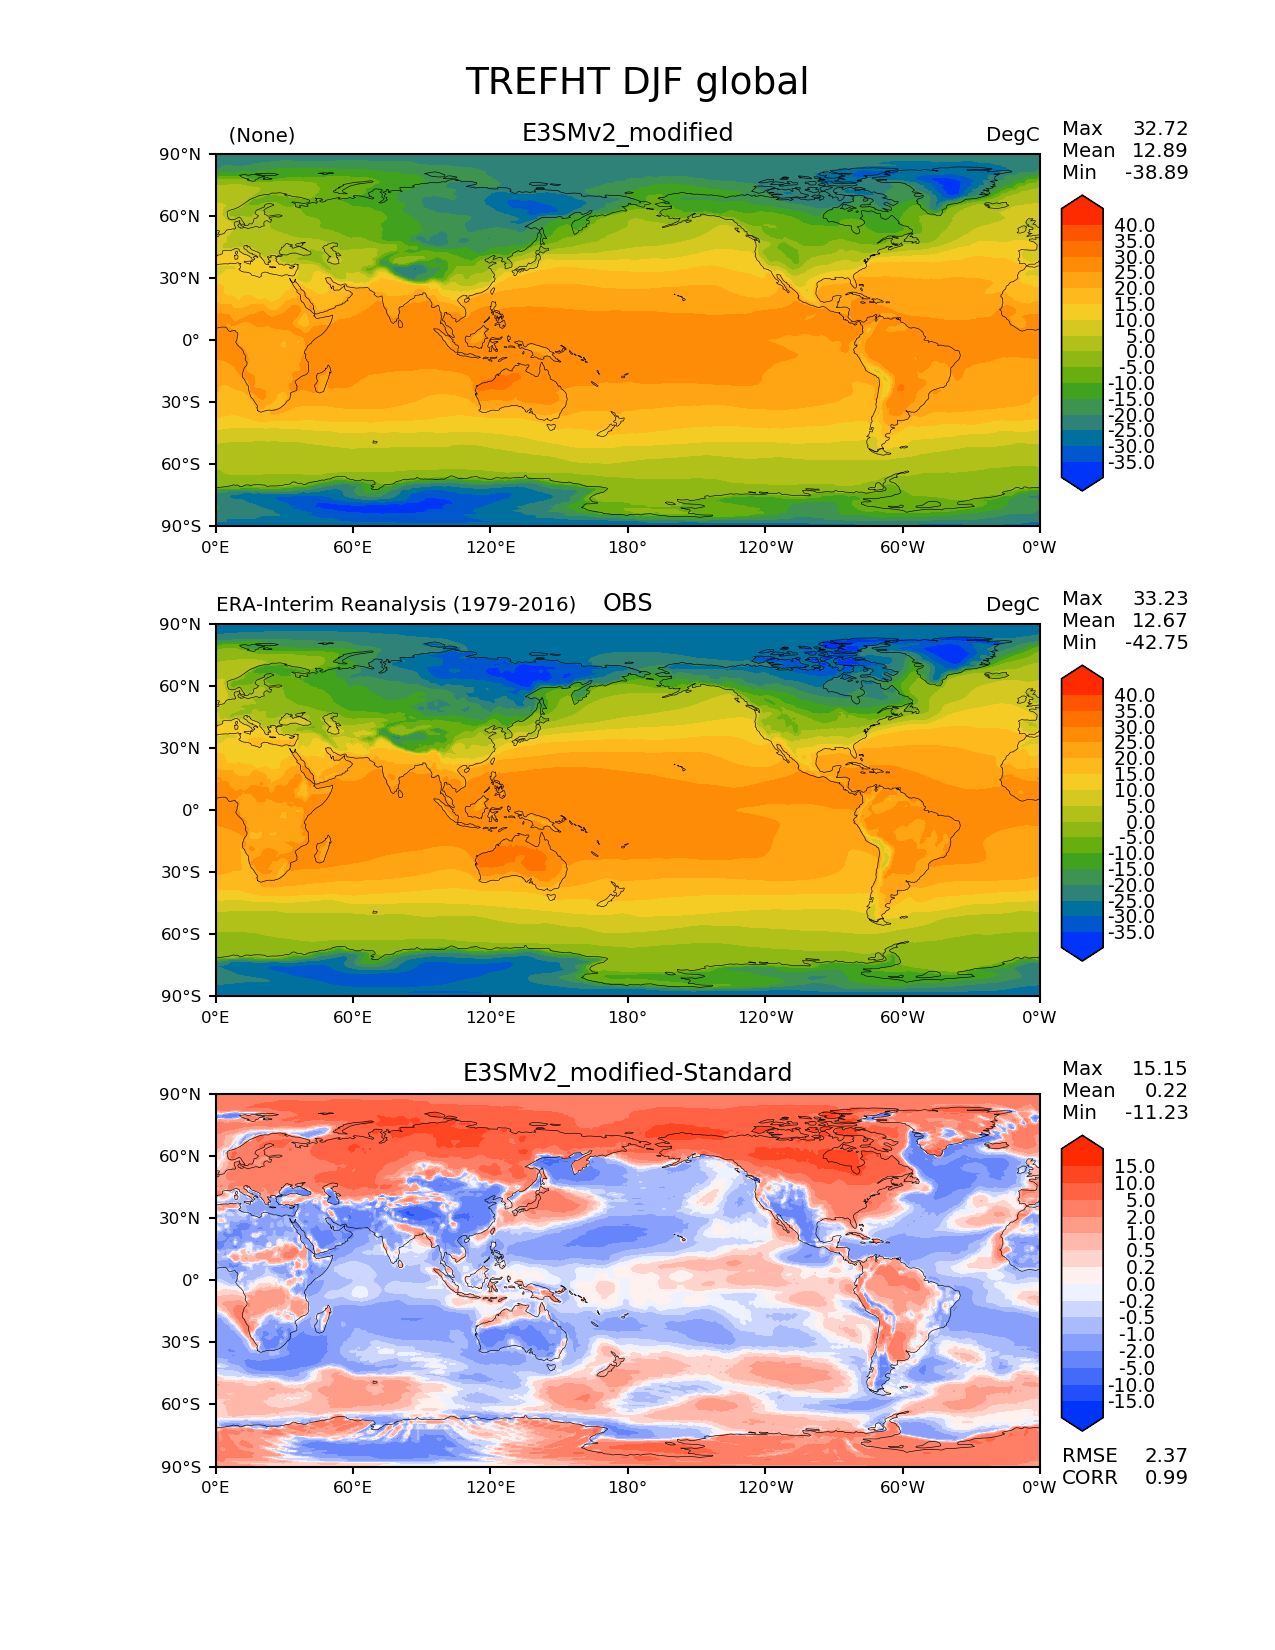 TREFHT DJF global
(None) E3SMv2_modified DegC
Max 32.72
Mean 12.89
Min -38.89
90°N
60°N
30°N
0°
30°S
60°S
90°S
0°E 60°E 120°E 180° 120°W 60°W 0°W
40.0
35.0
30.0
25.0
20.0
15.0
10.0
5.0
0.0
-5.0
-10.0
-15.0
-20.0
-25.0
-30.0
-35.0
ERA-Interim Reanalysis (1979-2016) OBS DegC
Max 33.23
Mean 12.67
Min -42.75
90°N
60°N
30°N
0°
30°S
60°S
90°S
0°E 60°E 120°E 180° 120°W 60°W 0°W
40.0
35.0
30.0
25.0
20.0
15.0
10.0
5.0
0.0
-5.0
-10.0
-15.0
-20.0
-25.0
-30.0
-35.0
E3SMv2_modified-Standard
Max 15.15
Mean 0.22
Min -11.23
90°N
60°N
30°N
0°
30°S
60°S
90°S
0°E 60°E 120°E 180° 120°W 60°W 0°W
15.0
10.0
5.0
2.0
1.0
0.5
0.2
0.0
-0.2
-0.5
-1.0
-2.0
-5.0
-10.0
-15.0
RMSE 2.37
CORR 0.99